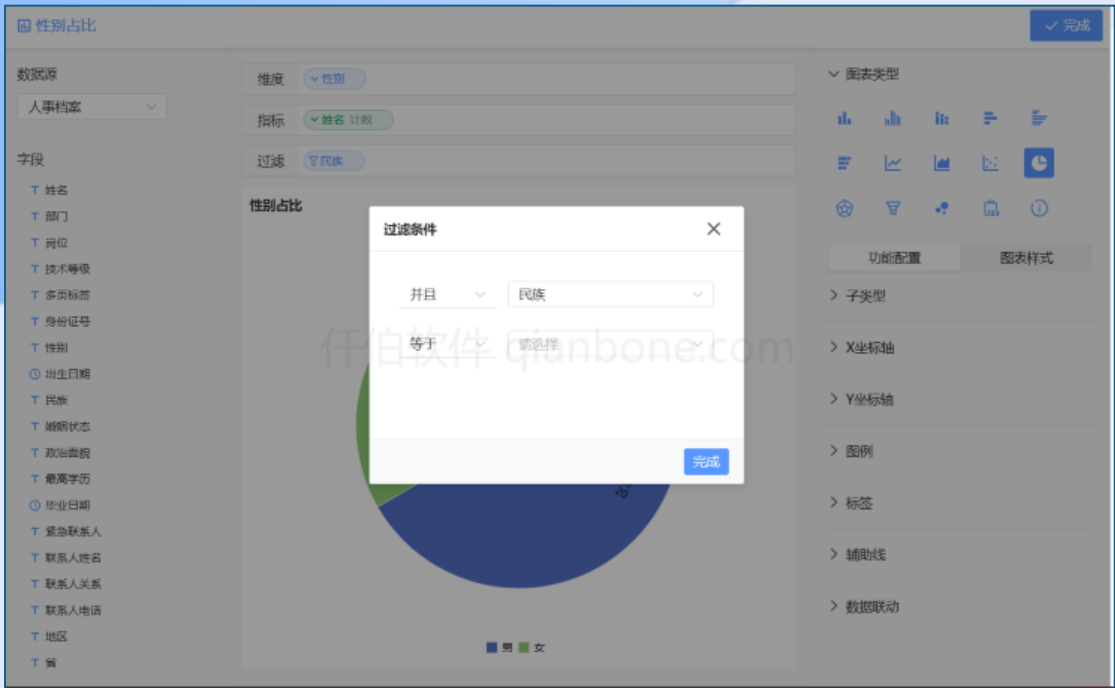 性别占比
完成
数据源
人事档案
字段
姓名
部门
岗位
技术等级
多页标签
身份证号
性别
出生日期
民族
婚姻状态
政治面貌
最高学历
毕业日期
紧急联系人
联系人姓名
联系人关系
联系人电话
地区
省
维度 性别
指标 姓名 计数
过滤 民族
性别占比
过滤条件
并且 民族
等于 请选择
仟伯软件 qianbone.com
完成
男 女
图表类型
功能配置 图表样式
子类型
X坐标轴
Y坐标轴
图例
标签
辅助线
数据联动